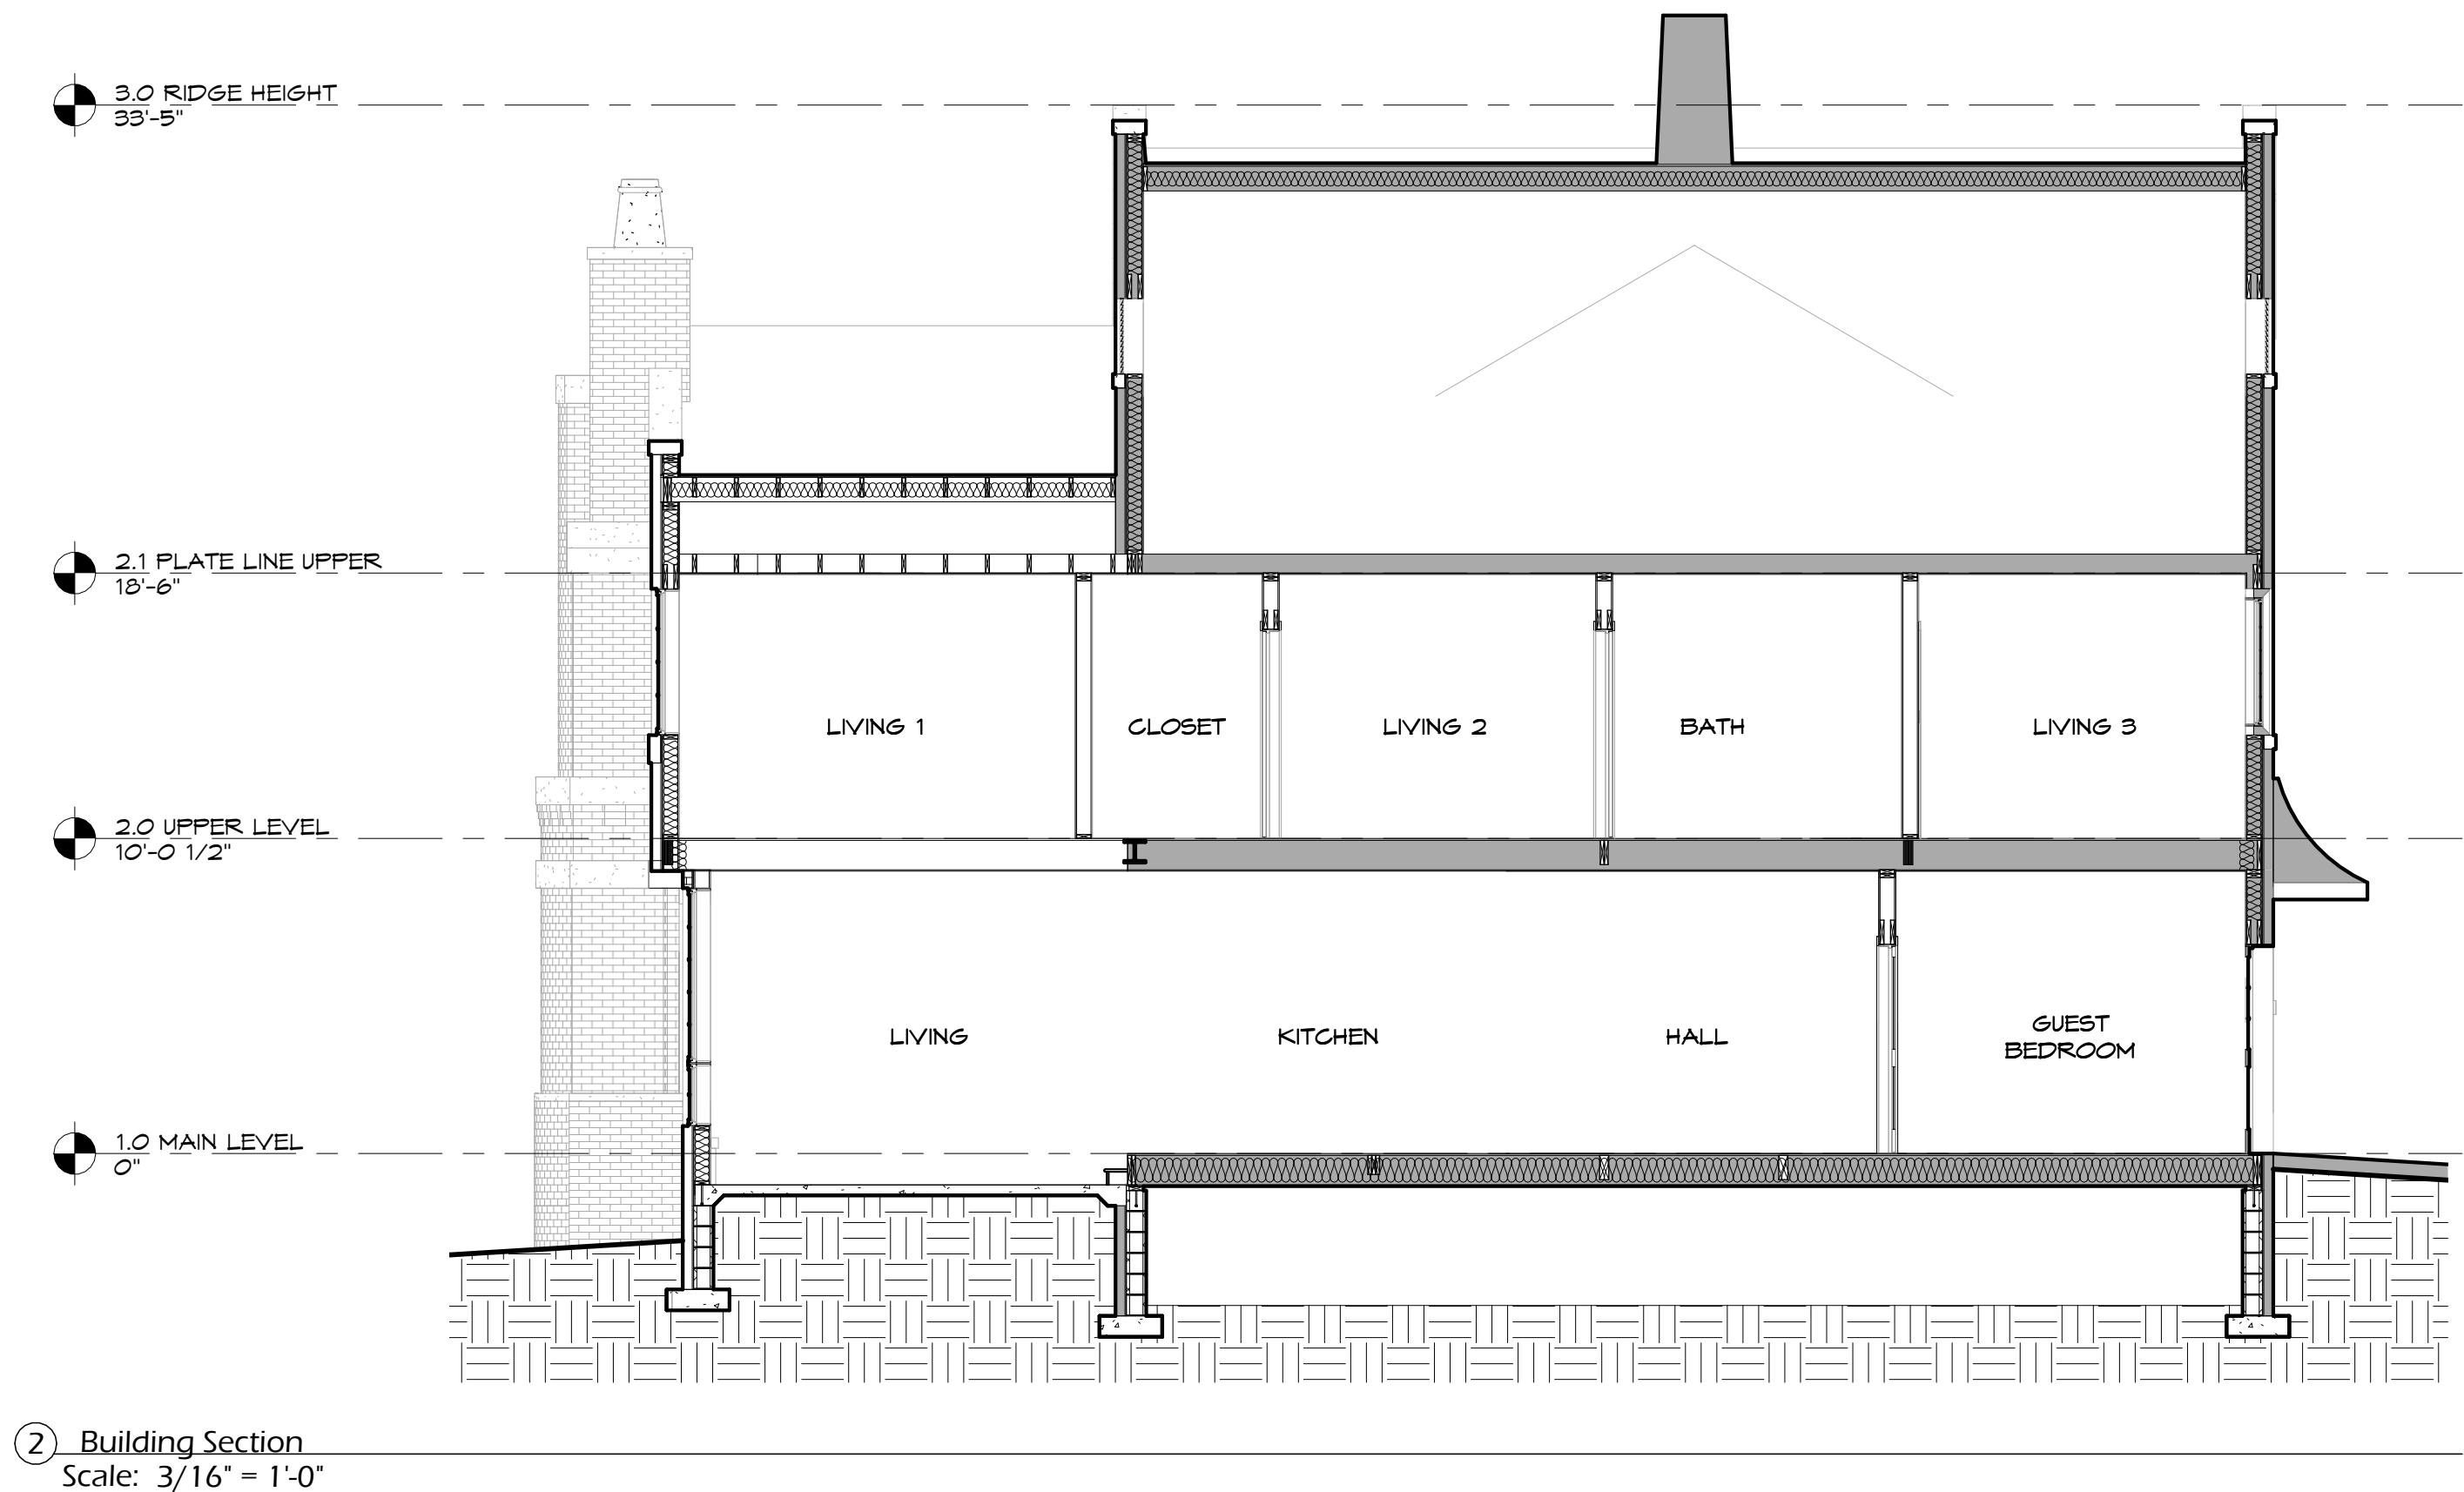 3.0 RIDGE HEIGHT
33'-5"
2.1 PLATE LINE UPPER
18'-6"
LIVING 1
CLOSET
LIVING 2
BATH
LIVING 3
2.0 UPPER LEVEL
10'-0 1/2"
LIVING
KITCHEN
HALL
GUEST
BEDROOM
1.0 MAIN LEVEL
0"
2 Building Section
Scale: 3/16" = 1'-0"